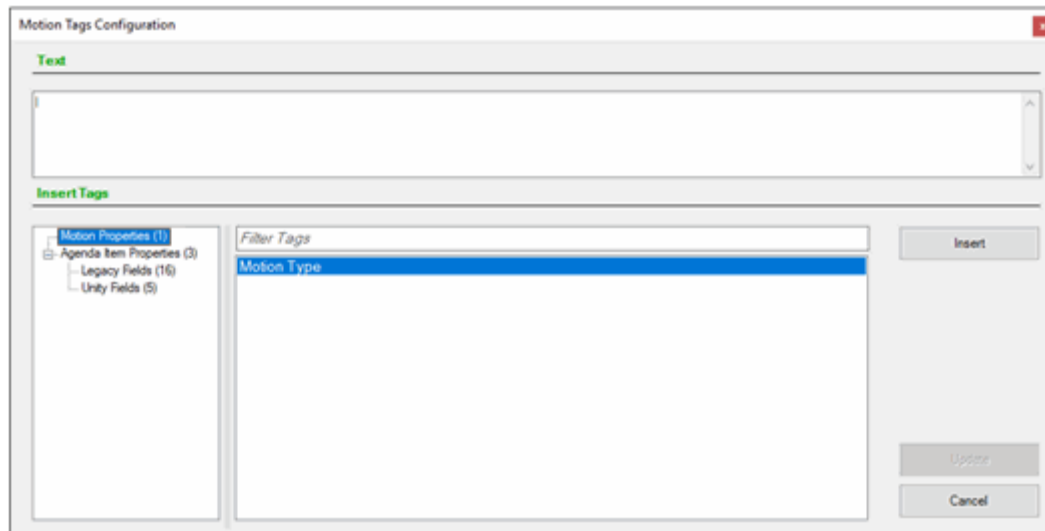 Motion Tags Configuration
Text
Insert Tags
Motion Properties (1)
Agenda Item Properties (3)
Legacy Fields (16)
Unity Fields (5)
Filter Tags
Motion Type
Insert
Update
Cancel